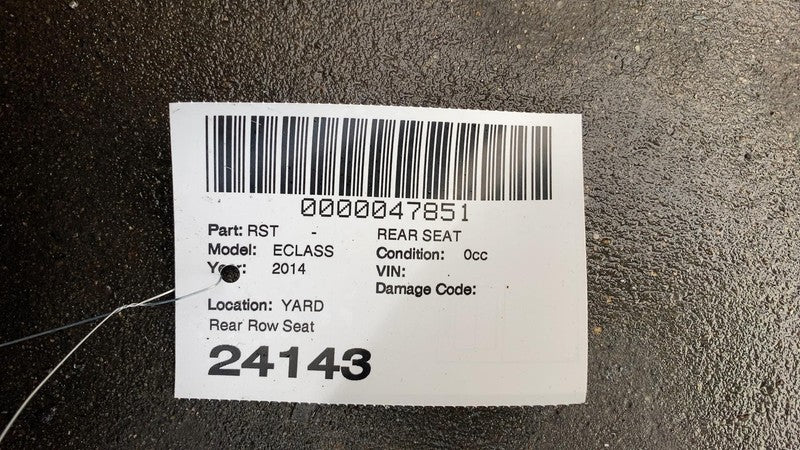 0000047851
Part: RST - REAR SEAT
Model: ECLASS Condition: 0cc
Year: 2014 VIN:
Damage Code:
Location: YARD
Rear Row Seat
24143